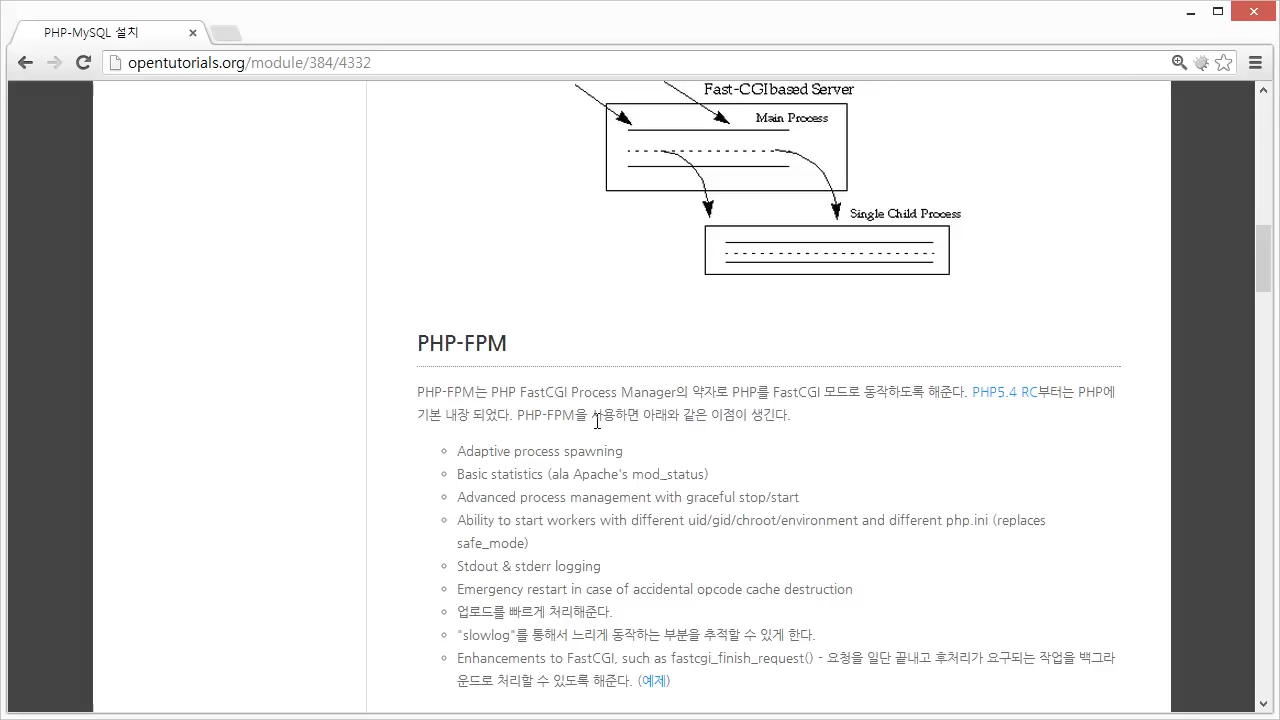 PHP-MySQL 설치
opentutorials.org/module/384/4332
Fast-CGI based Server
Main Process
Single Child Process
PHP-FPM
PHP-FPM는 PHP FastCGI Process Manager의 약자로 PHP를 FastCGI 모드로 동작하도록 해준다. PHP5.4 RC부터는 PHP에
기본 내장 되었다. PHP-FPM을 사용하면 아래와 같은 이점이 생긴다.
Adaptive process spawning
Basic statistics (ala Apache's mod_status)
Advanced process management with graceful stop/start
Ability to start workers with different uid/gid/chroot/environment and different php.ini (replaces
safe_mode)
Stdout & stderr logging
Emergency restart in case of accidental opcode cache destruction
업로드를 빠르게 처리해준다.
"slowlog"를 통해서 느리게 동작하는 부분을 추적할 수 있게 한다.
Enhancements to FastCGI, such as fastcgi_finish_request() - 요청을 일단 끝내고 후처리가 요구되는 작업을 백그라
운드로 처리할 수 있도록 해준다. (예제)